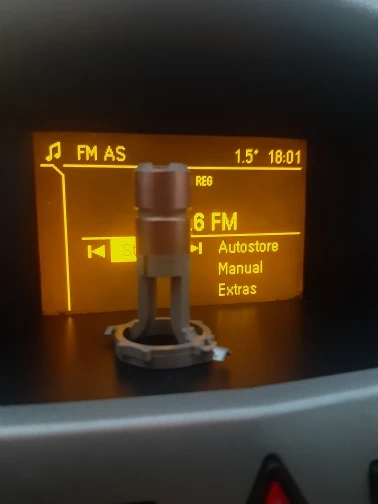 FM AS 1.5° 18:01
REG
.6 FM
Autostore
Manual
Extras